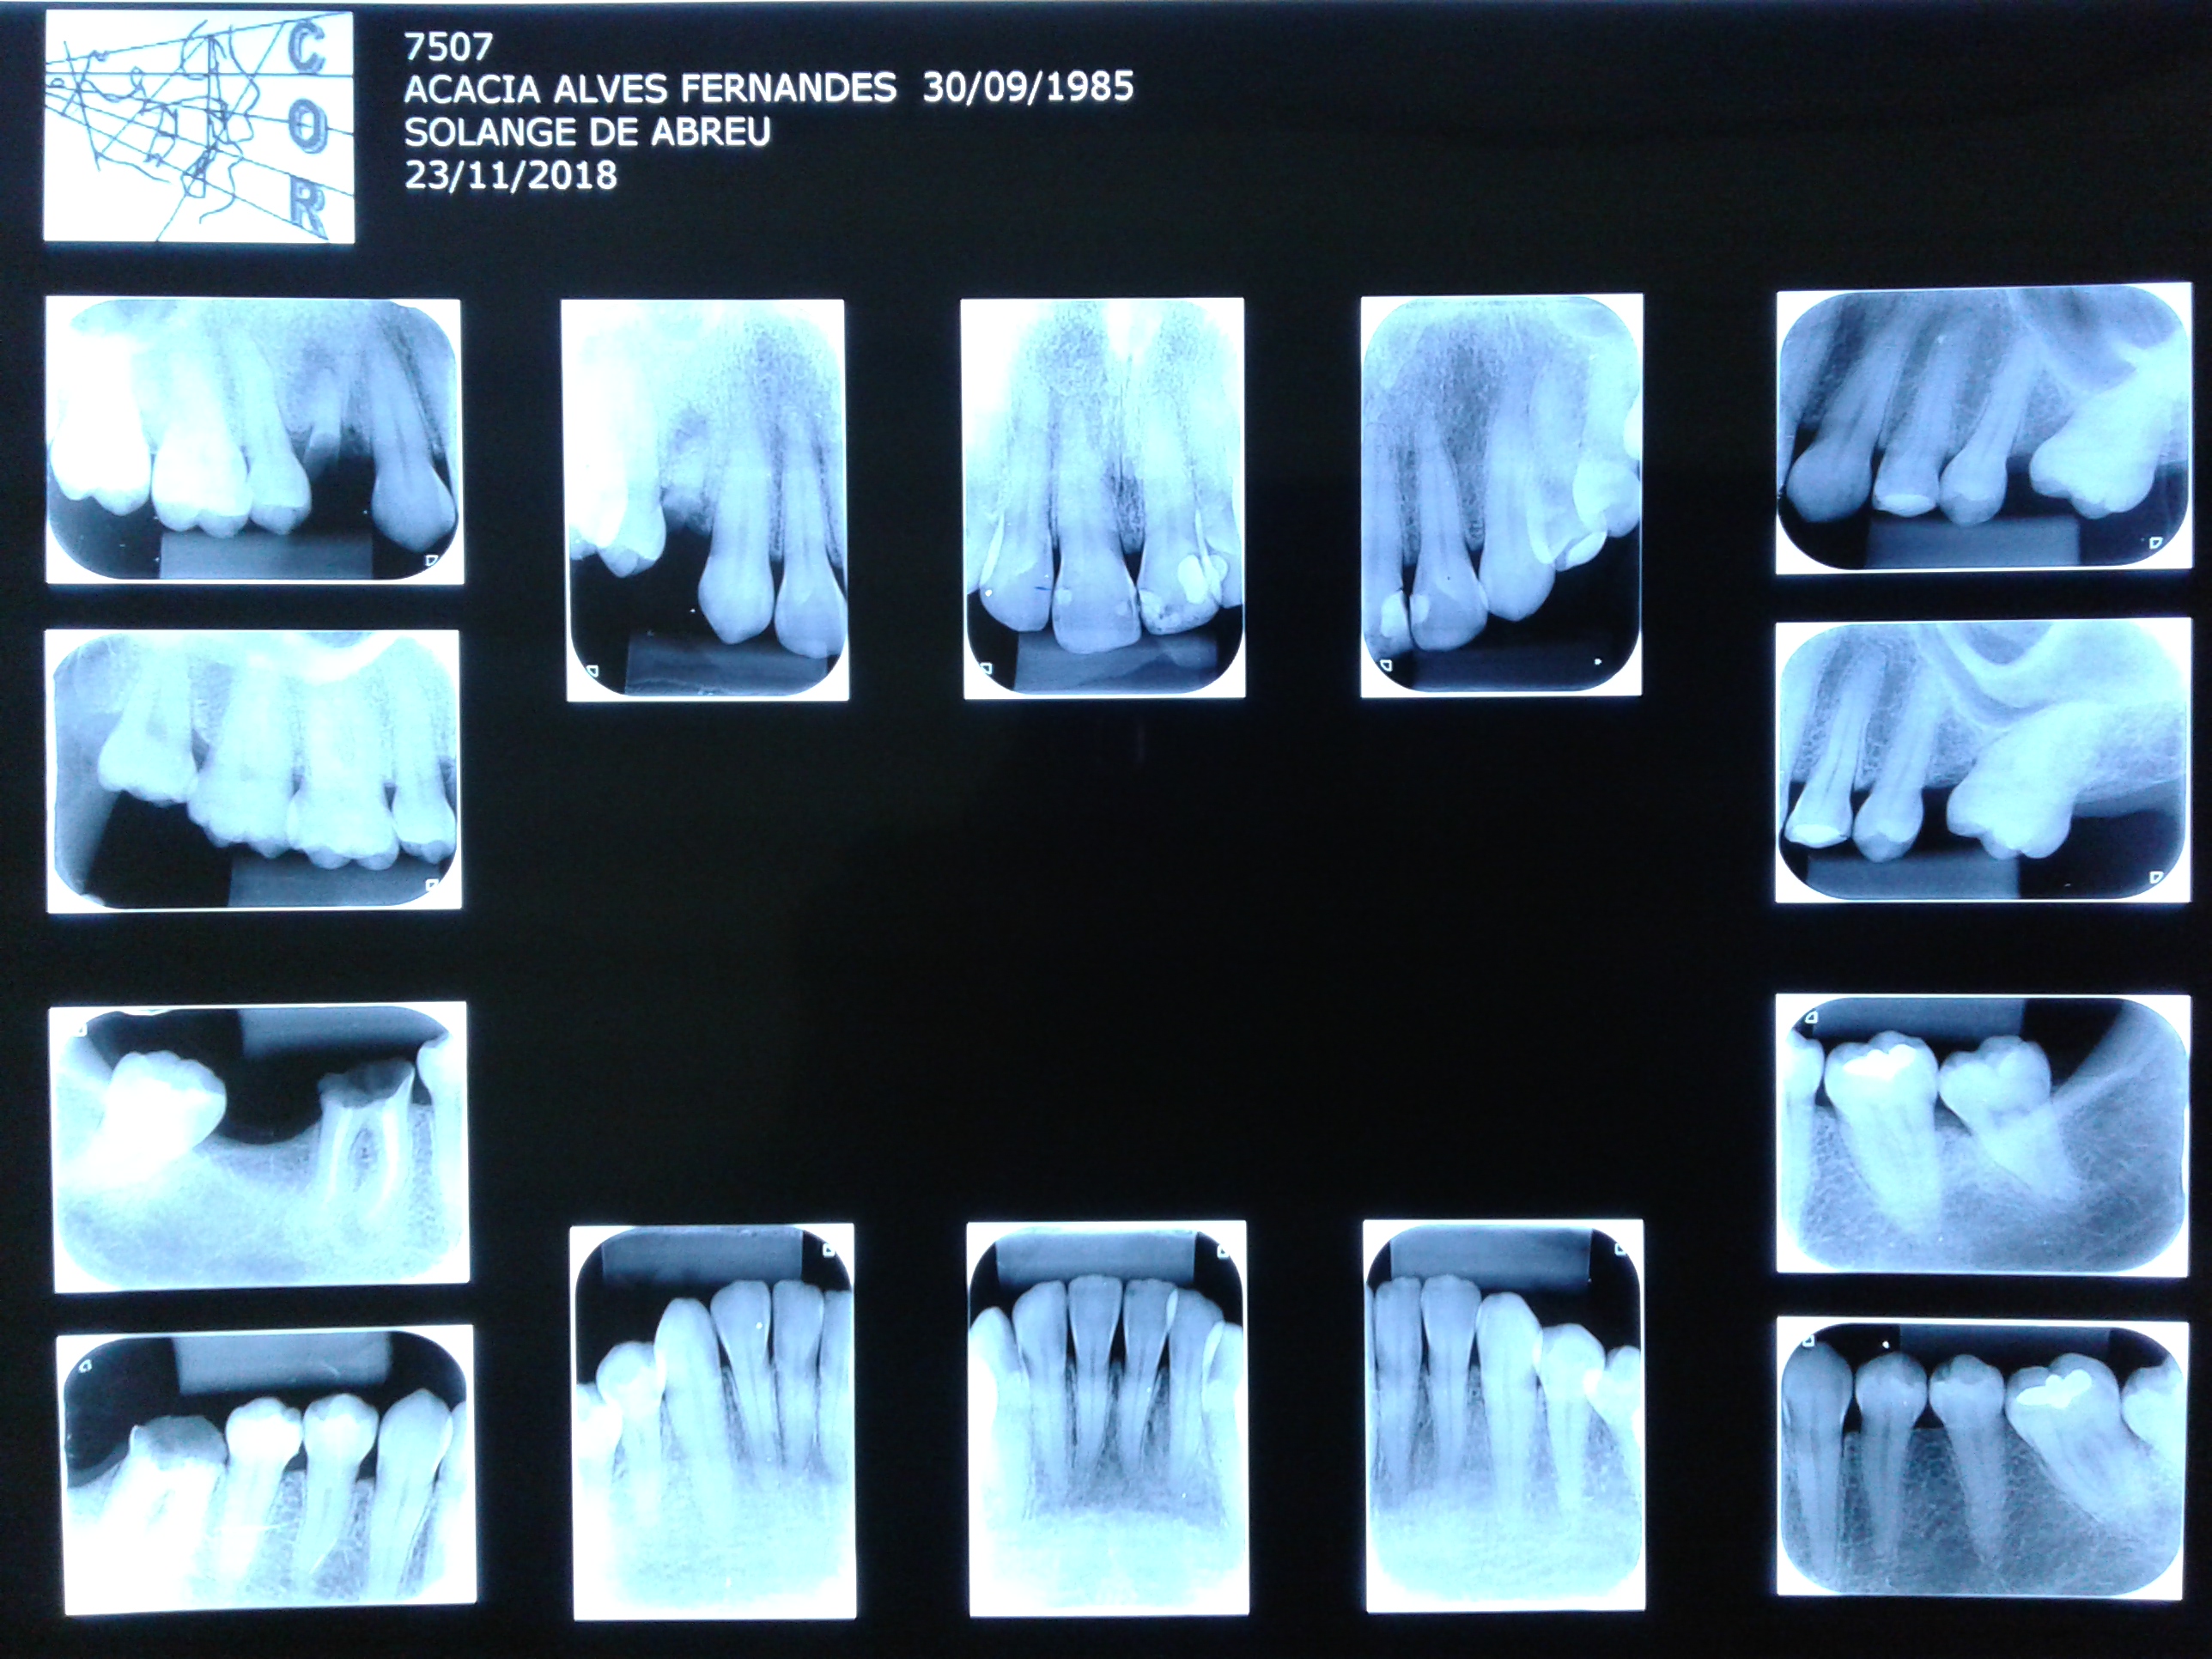 C O R
7507
ACACIA ALVES FERNANDES 30/09/1985
SOLANGE DE ABREU
23/11/2018